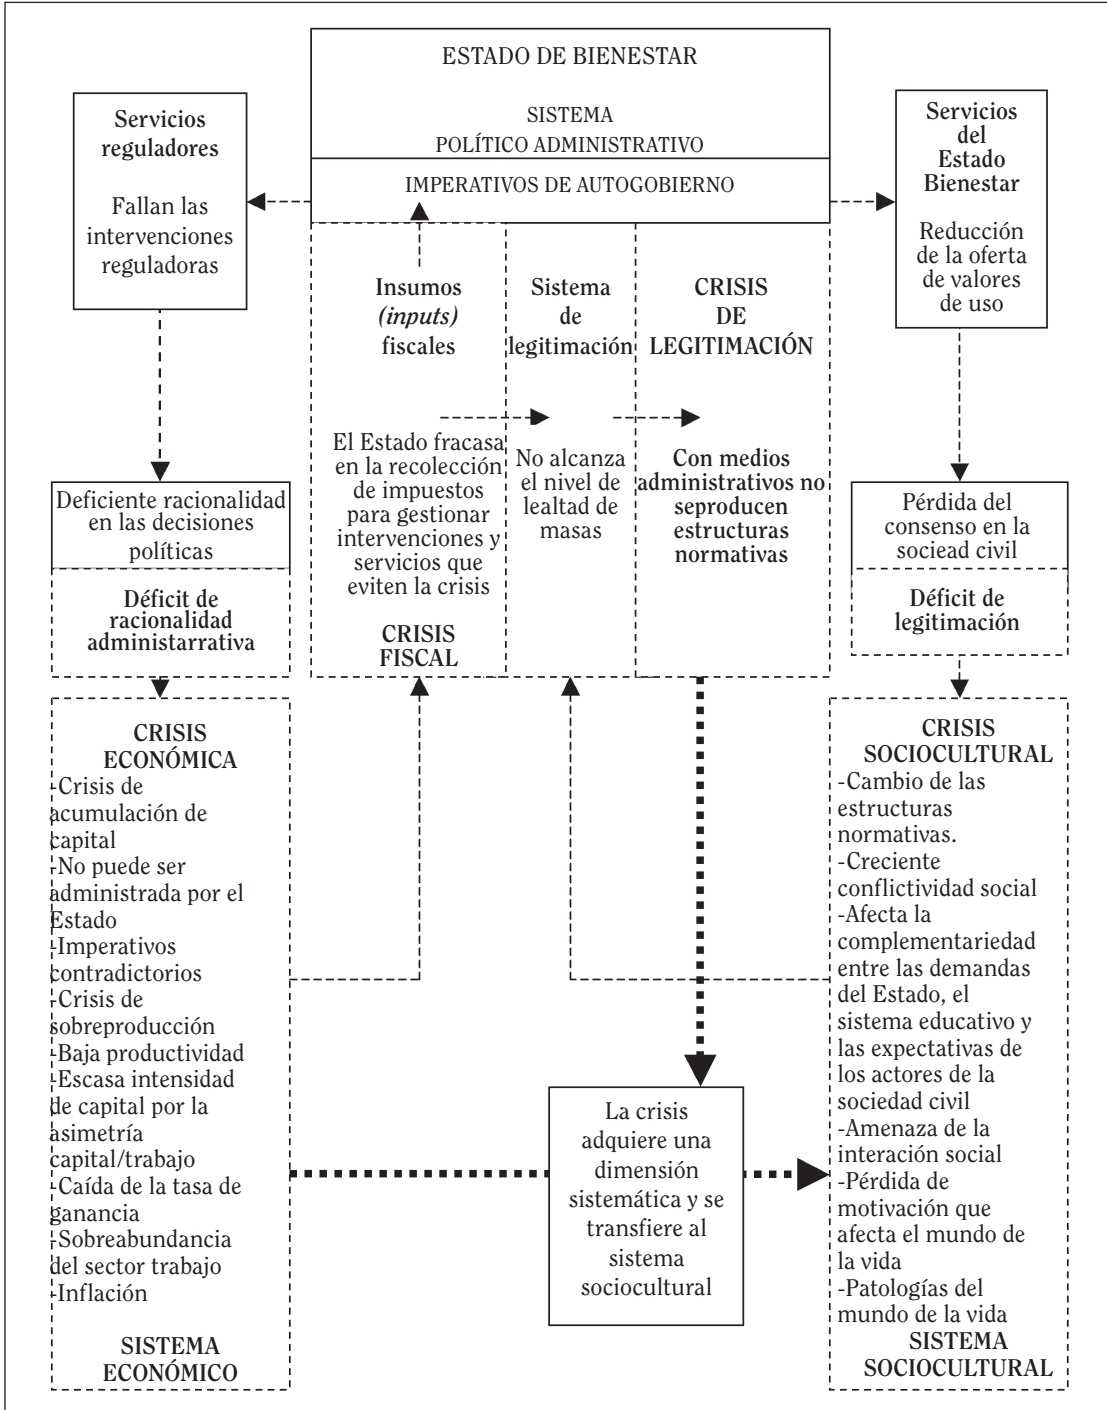 ESTADO DE BIENESTAR
SISTEMA
POLÍTICO ADMINISTRATIVO
IMPERATIVOS DE AUTOGOBIERNO
Servicios
reguladores
Fallan las
intervenciones
reguladoras
Servicios
del
Estado
Bienestar
Reducción
de la oferta
de valores
de uso
Insumos
(inputs)
fiscales
El Estado fracasa
en la recolección
de impuestos
para gestionar
intervenciones y
servicios que
eviten la crisis
CRISIS
FISCAL
Sistema
de
legitimación
No alcanza
el nivel de
lealtad de
masas
CRISIS
DE
LEGITIMACIÓN
Con medios
administrativos no
seproducen
estructuras
normativas
Deficiente racionalidad
en las decisiones
políticas
Déficit de
racionalidad
administarrativa
Pérdida del
consenso en la
sociead civil
Déficit de
legitimación
CRISIS
ECONÓMICA
-Crisis de
acumulación de
capital
-No puede ser
administrada por el
Estado
-Imperativos
contradictorios
-Crisis de
sobreproducción
-Baja productividad
-Escasa intensidad
de capital por la
asimetría
capital/trabajo
-Caída de la tasa de
ganancia
-Sobreabundancia
del sector trabajo
-Inflación
SISTEMA
ECONÓMICO
La crisis
adquiere una
dimensión
sistemática y se
transfiere al
sistema
sociocultural
CRISIS
SOCIOCULTURAL
-Cambio de las
estructuras
normativas.
-Creciente
conflictividad social
-Afecta la
complementariedad
entre las demandas
del Estado, el
sistema educativo y
las expectativas de
los actores de la
sociedad civil
-Amenaza de la
interación social
-Pérdida de
motivación que
afecta el mundo de
la vida
-Patologías del
mundo de la vida
SISTEMA
SOCIOCULTURAL